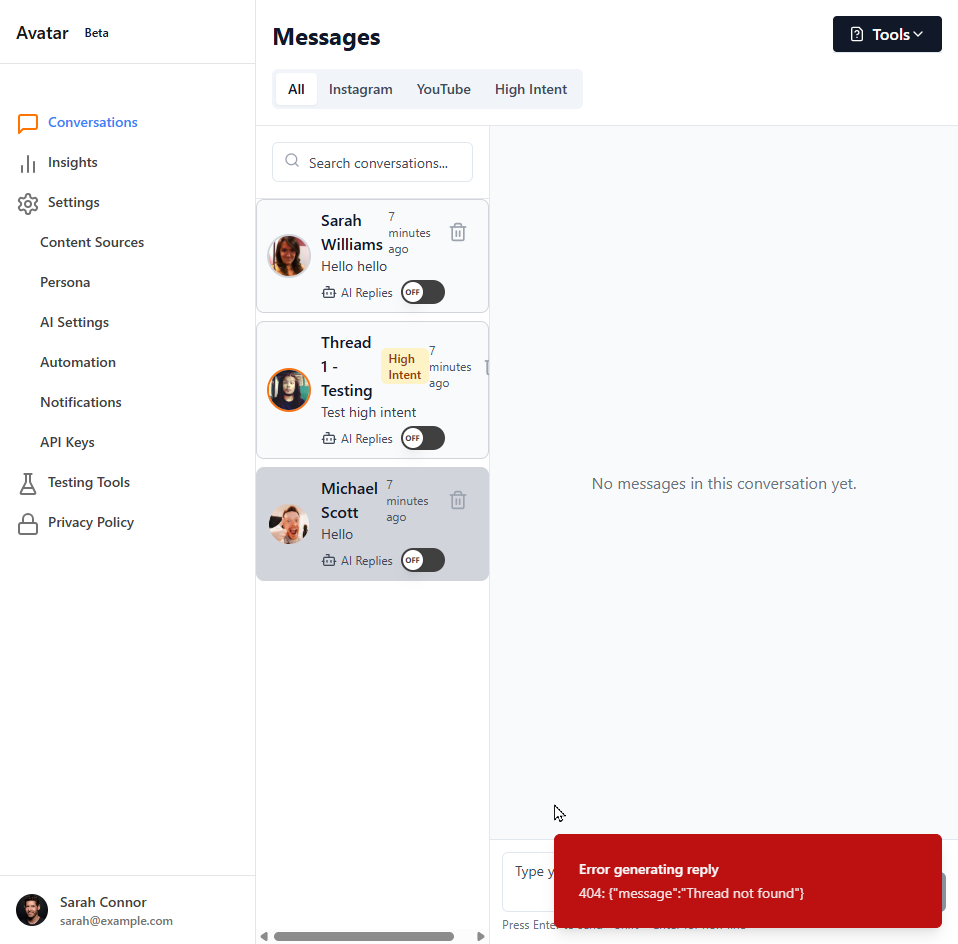 Avatar Beta
Conversations
Insights
Settings
Content Sources
Persona
AI Settings
Automation
Notifications
API Keys
Testing Tools
Privacy Policy
Sarah Connor
sarah@example.com
Messages
Tools
All Instagram YouTube High Intent
Search conversations...
Sarah
Williams
7
minutes
ago
Hello hello
AI Replies OFF
Thread
1 -
Testing
High
Intent
7
minutes
ago
Test high intent
AI Replies OFF
Michael
Scott
7
minutes
ago
Hello
AI Replies OFF
No messages in this conversation yet.
Type
Error generating reply
404: {"message":"Thread not found"}
Press